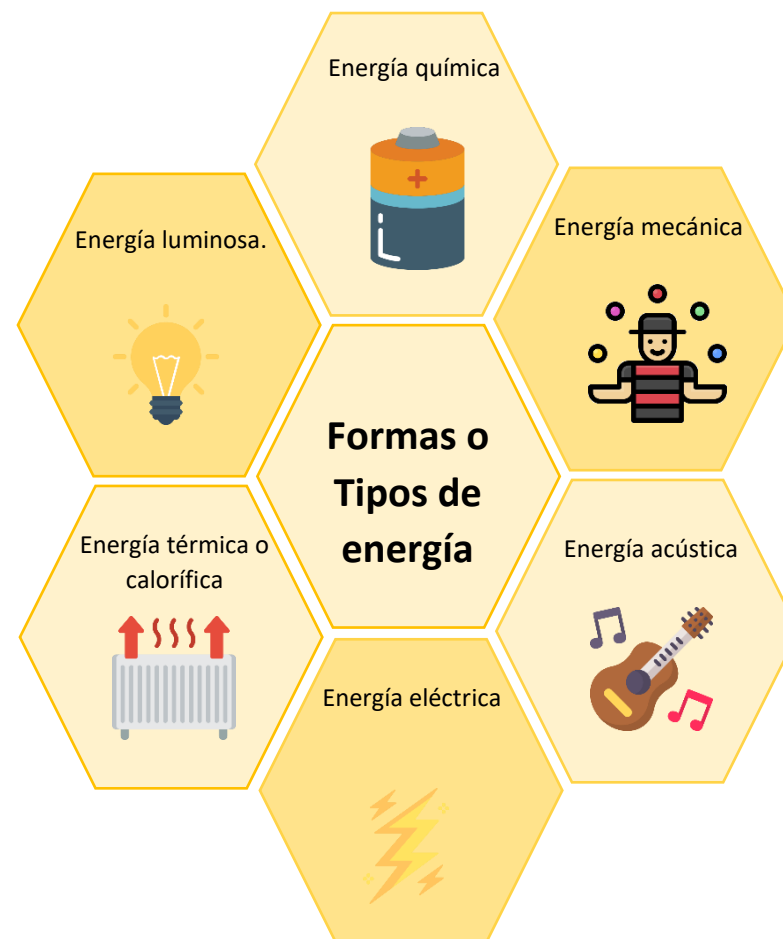 Energía química
Energía luminosa.
Energía mecánica
Formas o
Tipos de
energía
Energía térmica o
calorífica
Energía acústica
Energía eléctrica